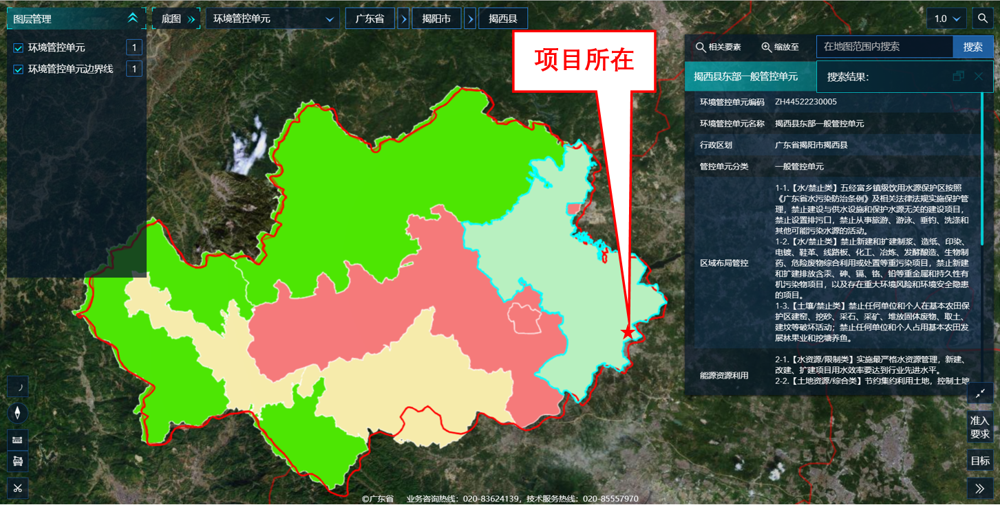 图层管理
底图
环境管控单元
广东省
揭阳市
揭西县
1.0
环境管控单元 1
环境管控单元边界线 1
项目所在
相关要素
缩放至
在地图范围内搜索
搜索
揭西县东部一般管控单元
搜索结果:
环境管控单元编码 ZH44522230005
环境管控单元名称 揭西县东部一般管控单元
行政区划 广东省揭阳市揭西县
管控单元分类 一般管控单元
区域布局管控
1-1.【水/禁止类】五经富乡镇级饮用水源保护区按照
《广东省水污染防治条例》及相关法律法规实施保护管
理，禁止建设与供水设施和保护水源无关的建设项目，
禁止设置排污口，禁止从事旅游、游泳、垂钓、洗涤和
其他可能污染水源的活动。
1-2.【水/禁止类】禁止新建和扩建制浆、造纸、印染、
电镀、鞋革、线路板、化工、冶炼、发酵酿造、生物制
药、危险废物综合利用或处置等重污染项目，禁止新建
和扩建排放含汞、砷、镉、铬、铅等重金属和持久性有
机污染物项目，以及存在重大环境风险和环境安全隐患
的项目。
1-3.【土壤/禁止类】禁止任何单位和个人在基本农田保
护区建窑、挖砂、采石、采矿、堆放固体废物、取土、
建坟等破坏活动；禁止任何单位和个人占用基本农田发
展林果业和挖塘养鱼。
能源资源利用
2-1.【水资源/限制类】实施最严格水资源管理，新建、
改建、扩建项目用水效率要达到行业先进水平。
2-2.【土地资源/综合类】节约集约利用土地，控制土地
准入
要求
目标
©广东省 业务咨询热线：020-83624139，技术服务热线：020-85557970